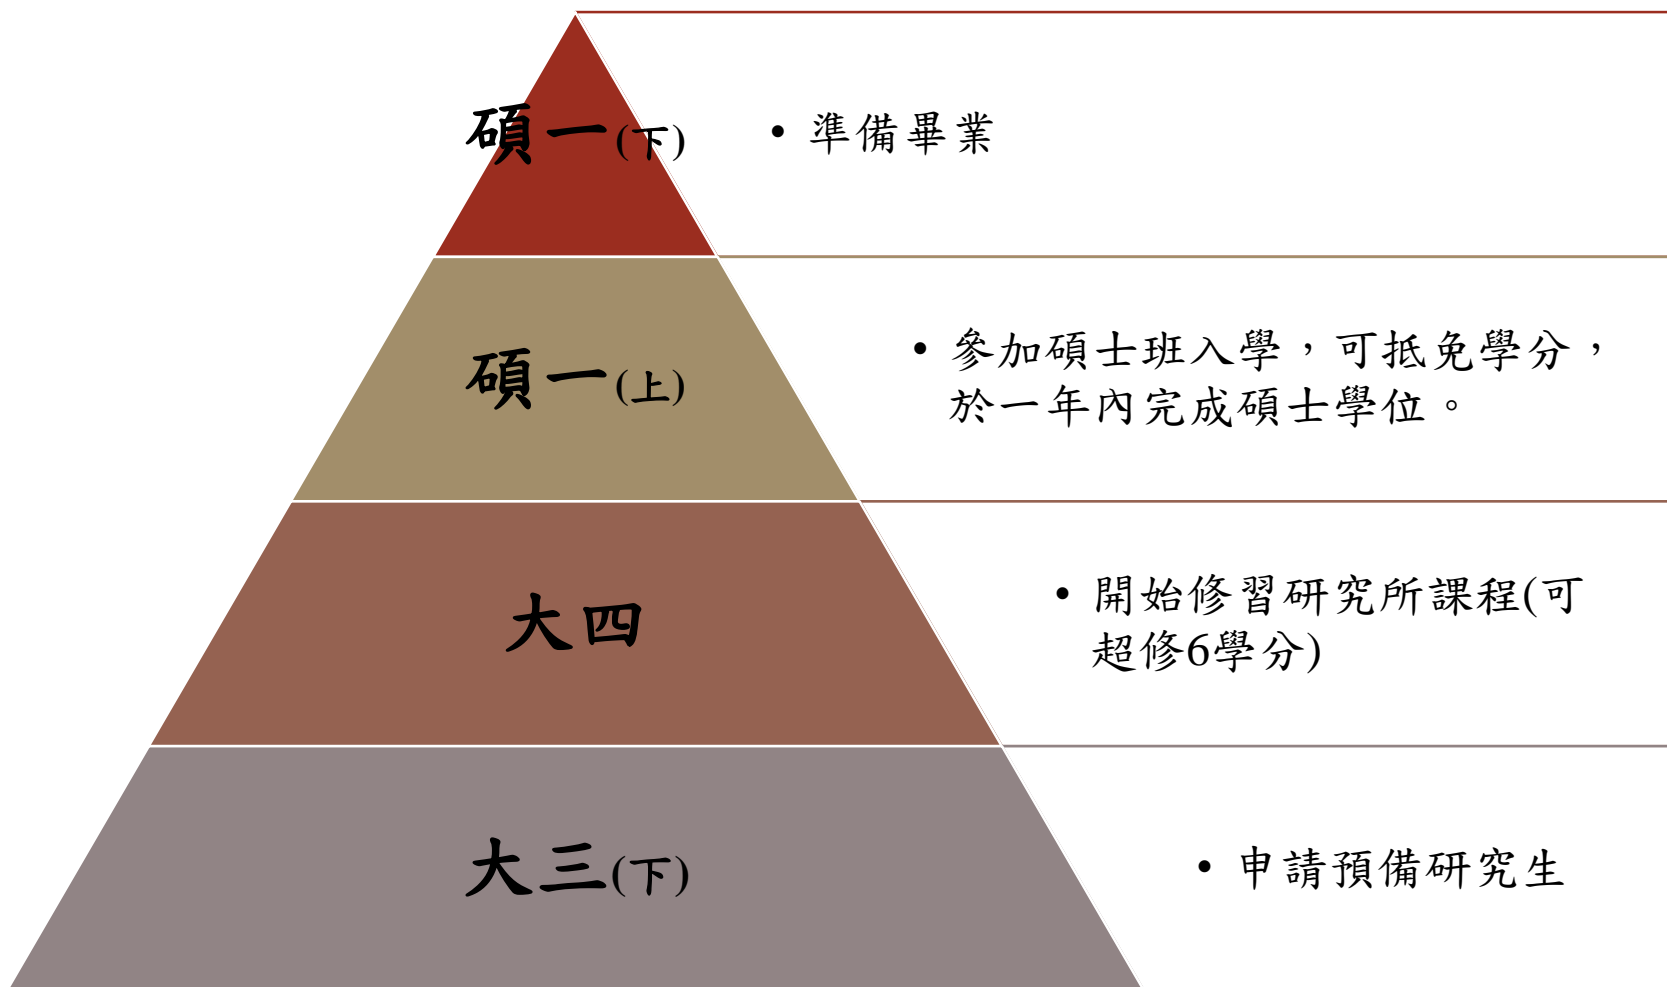 碩一(下)
• 準備畢業
碩一(上)
• 參加碩士班入學，可抵免學分，
於一年內完成碩士學位。
大四
• 開始修習研究所課程(可
超修6學分)
大三(下)
• 申請預備研究生